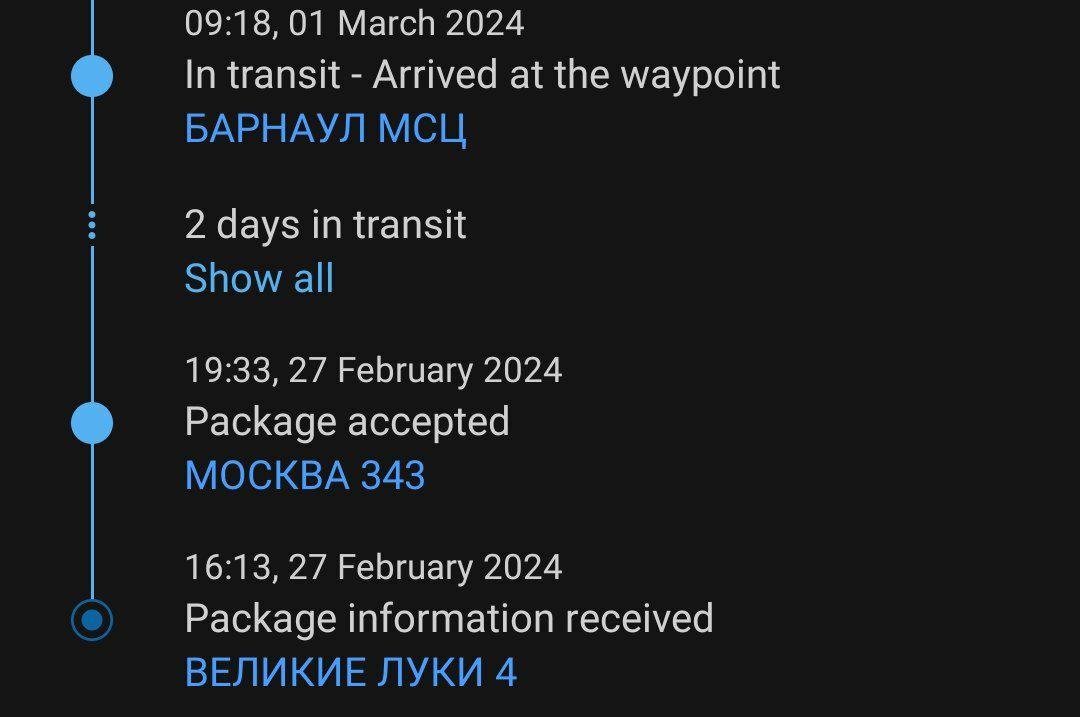 09:18, 01 March 2024
In transit - Arrived at the waypoint
БАРНАУЛ МСЦ
2 days in transit
Show all
19:33, 27 February 2024
Package accepted
МОСКВА 343
16:13, 27 February 2024
Package information received
ВЕЛИКИЕ ЛУКИ 4